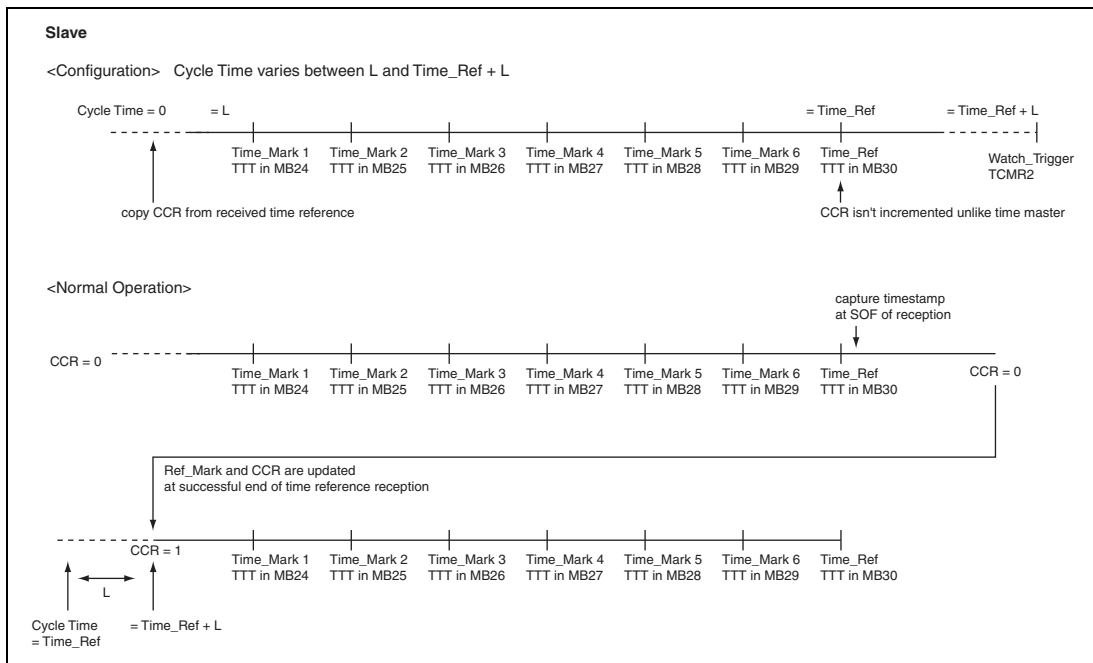 Slave
<Configuration> Cycle Time varies between L and Time_Ref + L
Cycle Time = 0 = L = Time_Ref = Time_Ref + L
Time_Mark 1 Time_Mark 2 Time_Mark 3 Time_Mark 4 Time_Mark 5 Time_Mark 6 Time_Ref
TTT in MB24 TTT in MB25 TTT in MB26 TTT in MB27 TTT in MB28 TTT in MB29 TTT in MB30
Watch_Trigger
TCMR2
copy CCR from received time reference
CCR isn't incremented unlike time master
<Normal Operation>
capture timestamp
at SOF of reception
CCR = 0
Time_Mark 1 Time_Mark 2 Time_Mark 3 Time_Mark 4 Time_Mark 5 Time_Mark 6 Time_Ref
TTT in MB24 TTT in MB25 TTT in MB26 TTT in MB27 TTT in MB28 TTT in MB29 TTT in MB30
CCR = 0
Ref_Mark and CCR are updated
at successful end of time reference reception
CCR = 1
Time_Mark 1 Time_Mark 2 Time_Mark 3 Time_Mark 4 Time_Mark 5 Time_Mark 6 Time_Ref
TTT in MB24 TTT in MB25 TTT in MB26 TTT in MB27 TTT in MB28 TTT in MB29 TTT in MB30
L
Cycle Time
= Time_Ref
= Time_Ref + L